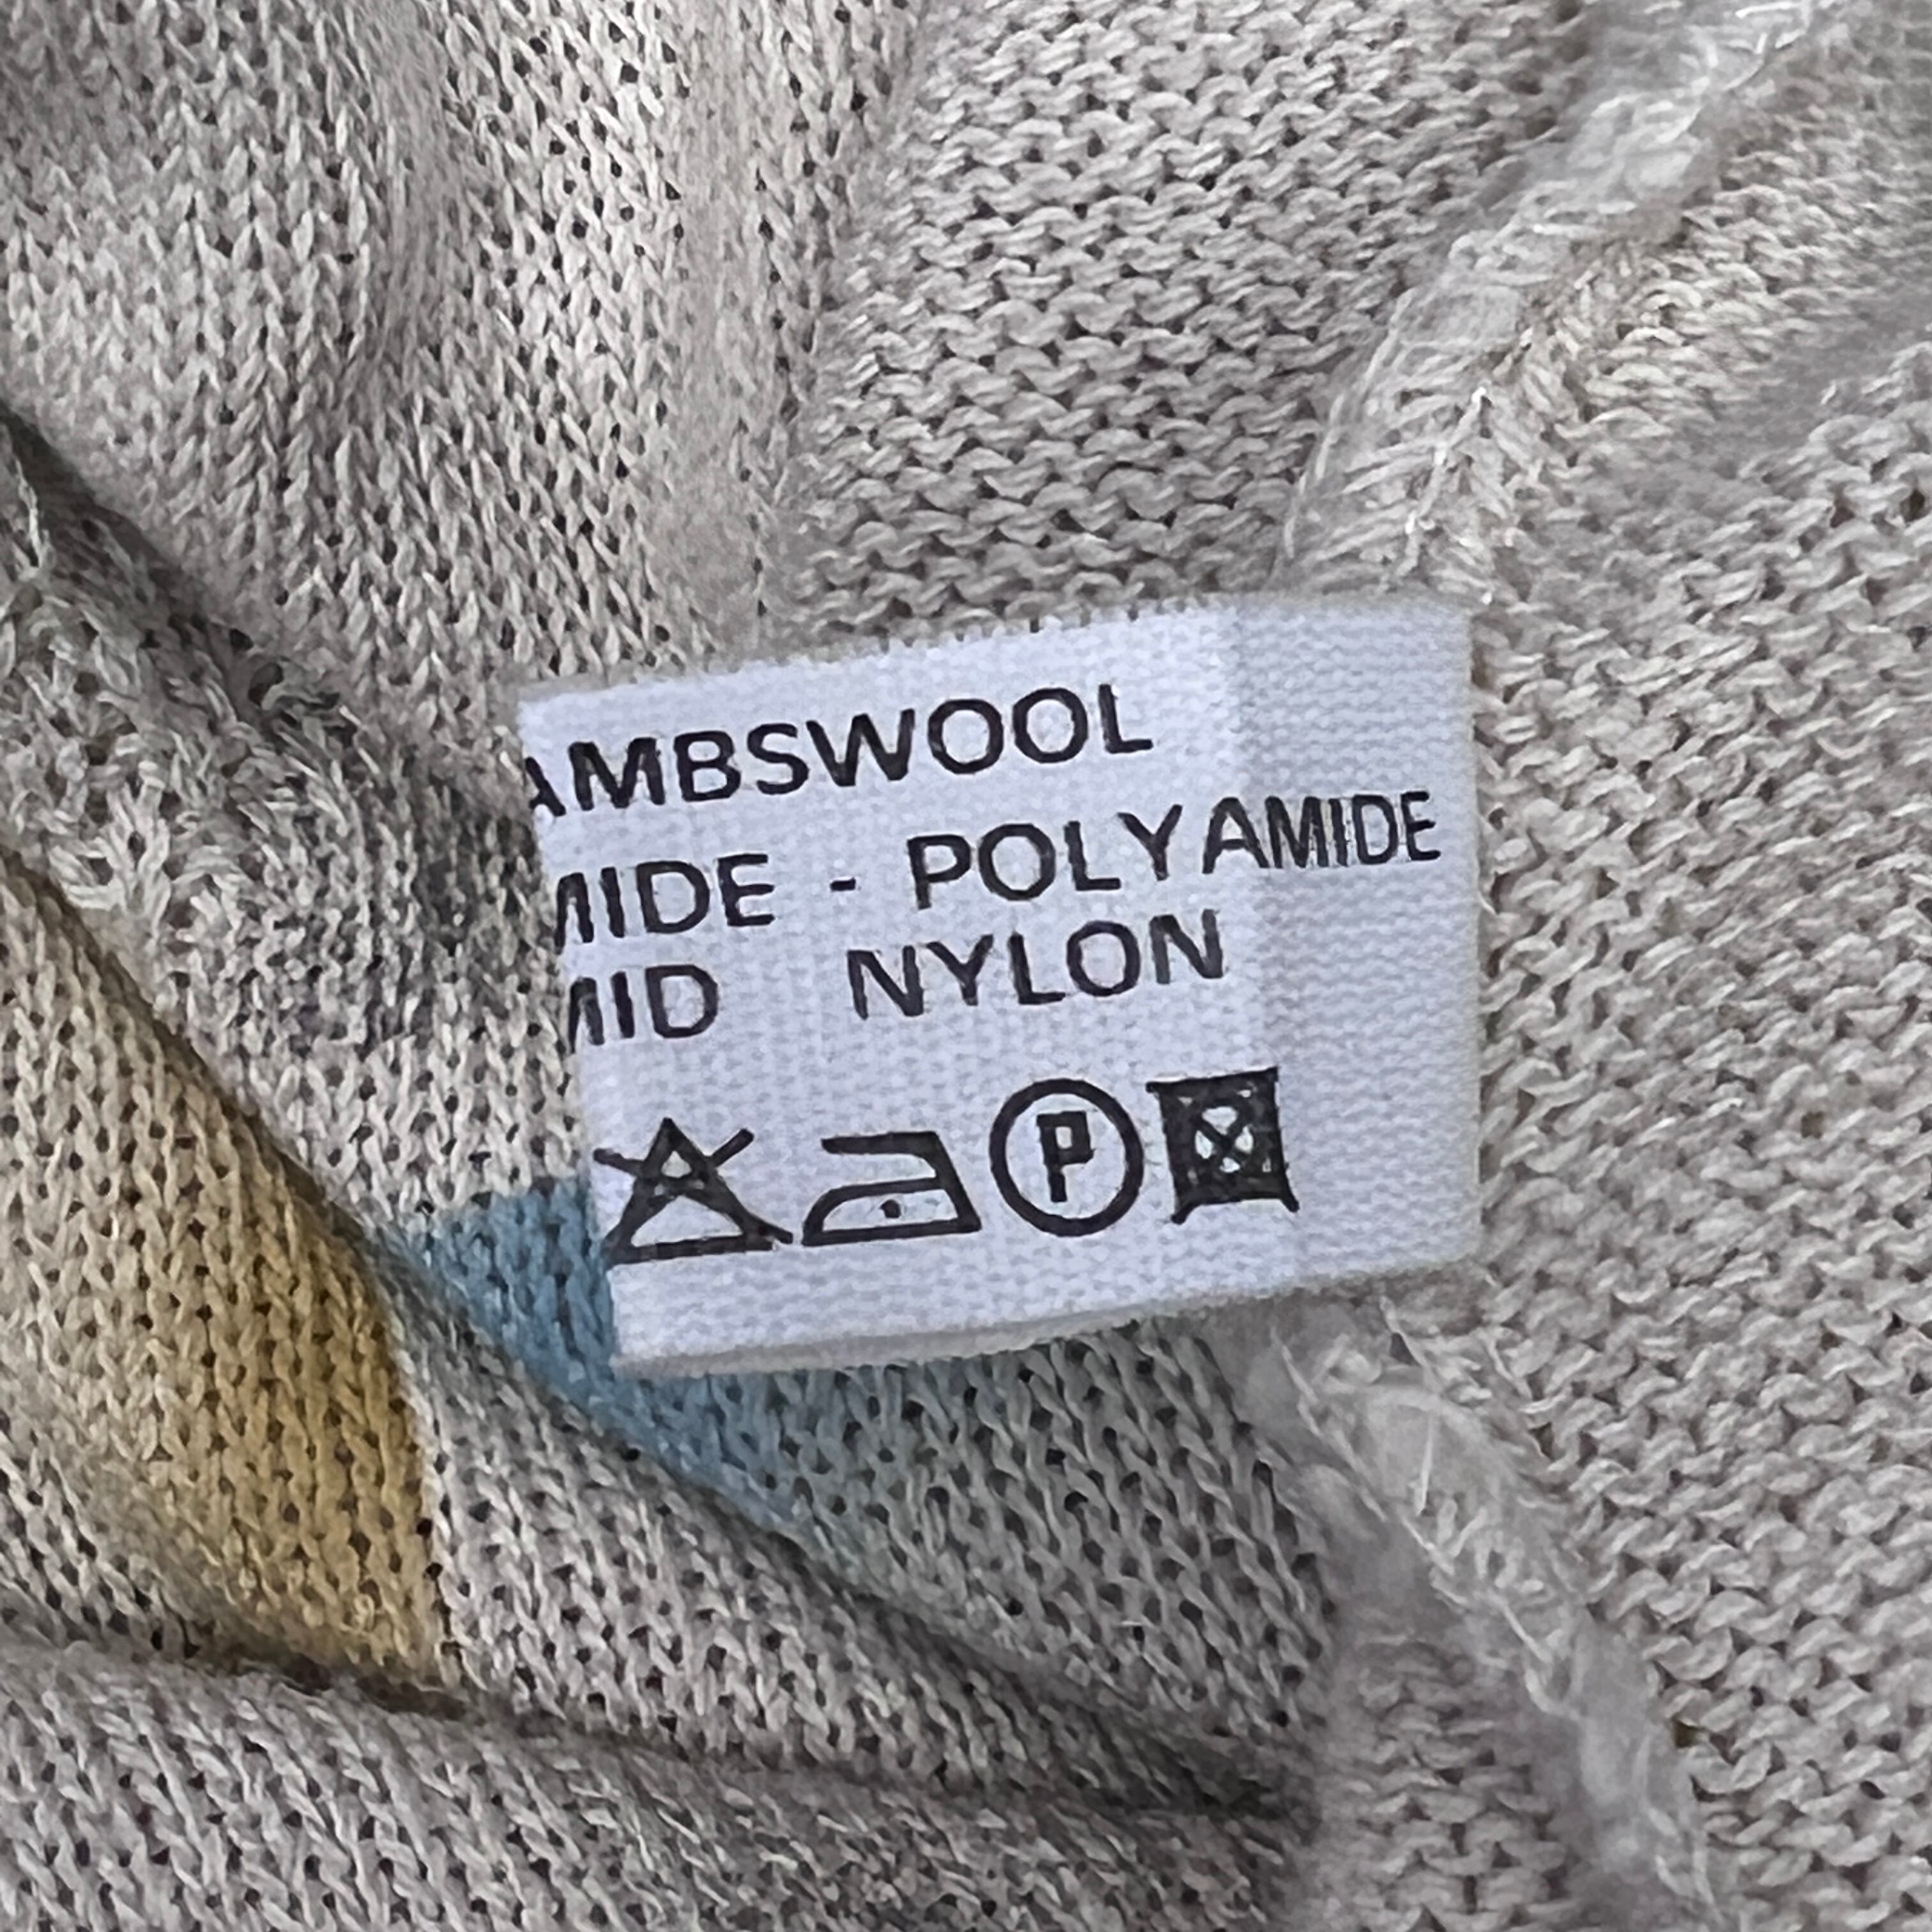 AMBSWOOL
MIDE - POLYAMIDE
MID NYLON
P